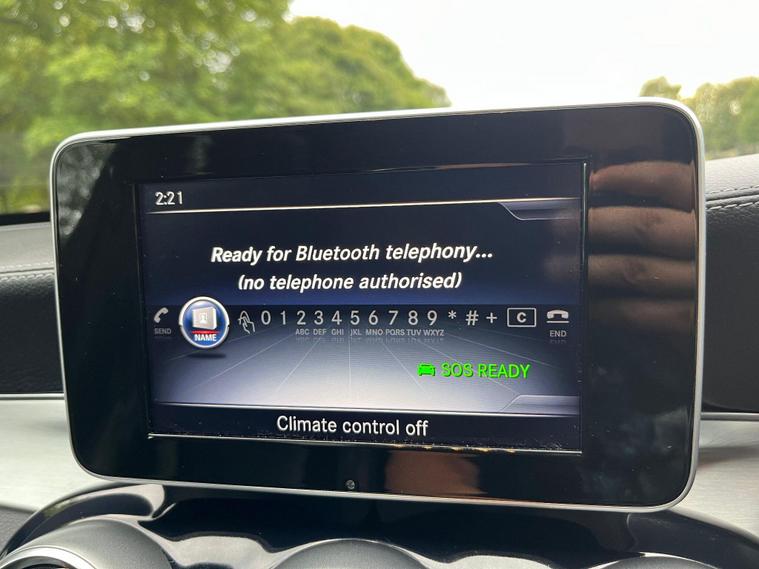 2:21
Ready for Bluetooth telephony...
(no telephone authorised)
SEND NAME 0 1 2 3 4 5 6 7 8 9 * # + C END
ABC DEF GHI JKL MNO PQRS TUV WXYZ
SOS READY
Climate control off